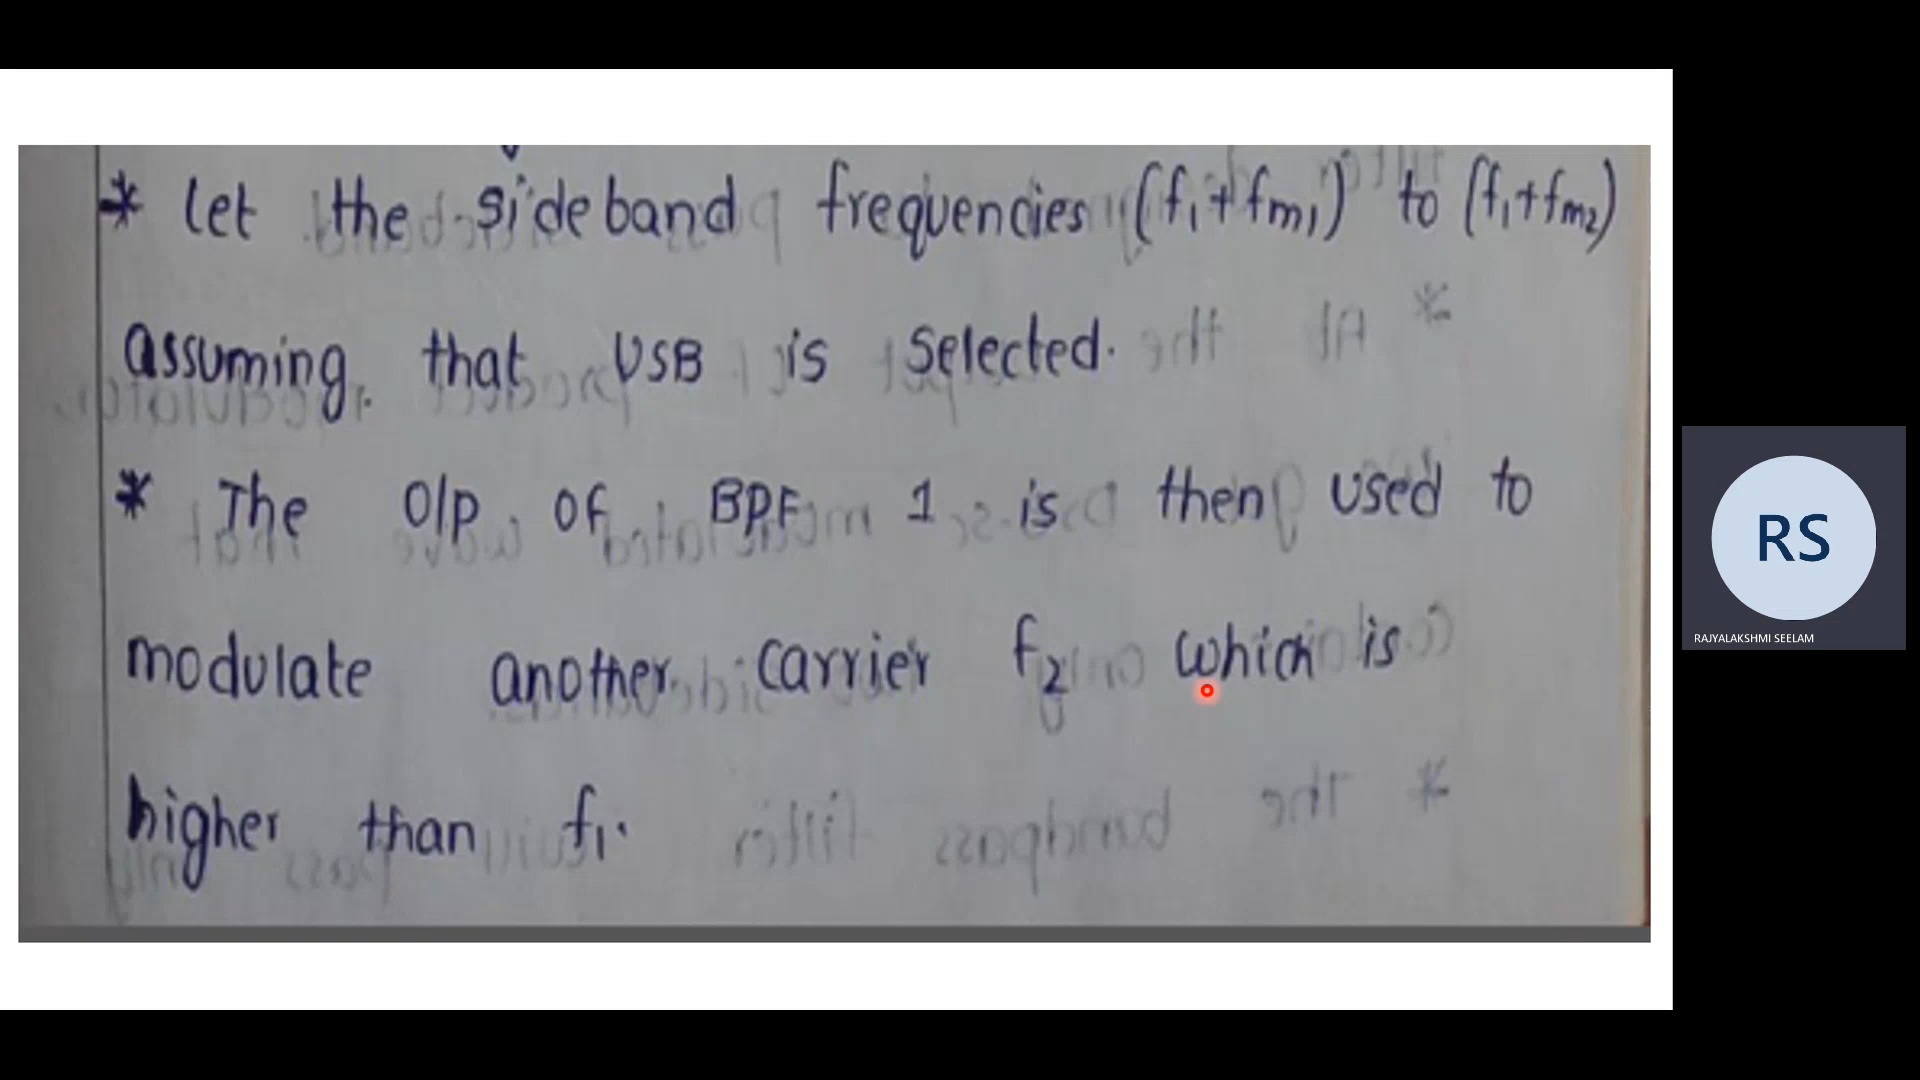 * Let the sideband frequencies (f₁+fm₁) to (f₁+fm₂)
assuming. that USB is selected.
* The O/P of BPF 1 is then used to
modulate another carrier f₂ which is
higher than f₁.
RS
RAJYALAKSHMI SEELAM